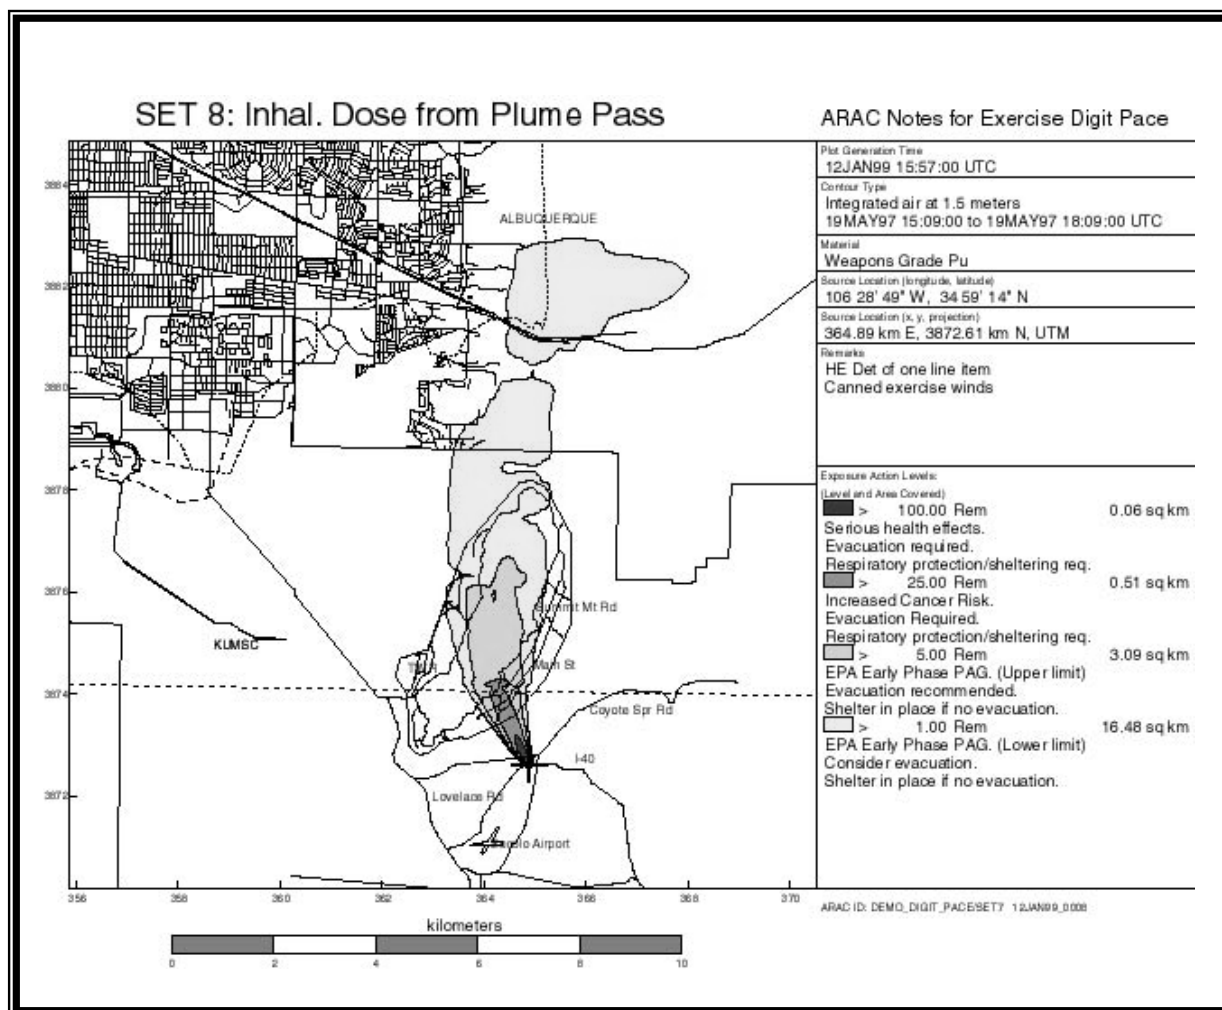 SET 8: Inhal. Dose from Plume Pass
ARAC Notes for Exercise Digit Pace
Plot Generation Time
12JAN99 15:57:00 UTC
Contour Type
Integrated air at 1.5 meters
19MAY97 15:09:00 to 19MAY97 18:09:00 UTC
Material
Weapons Grade Pu
Source Location (longitude, latitude)
106 28' 49" W, 34 59' 14" N
Source Location (x, y, projection)
364.89 km E, 3872.61 km N, UTM
Remarks
HE Det of one line item
Canned exercise winds
Exposure Action Levels:
(Level and Area Covered)
> 100.00 Rem 0.06 sq km
Serious health effects.
Evacuation required.
Respiratory protection/sheltering req.
> 25.00 Rem 0.51 sq km
Increased Cancer Risk.
Evacuation Required.
Respiratory protection/sheltering req.
> 5.00 Rem 3.09 sq km
EPA Early Phase PAG. (Upper limit)
Evacuation recommended.
Shelter in place if no evacuation.
> 1.00 Rem 16.48 sq km
EPA Early Phase PAG. (Lower limit)
Consider evacuation.
Shelter in place if no evacuation.
ARAC ID: DEMO_DIGIT_PACE/SET7 12JAN99_0008
3884
3882
3880
3878
3876
3874
3872
ALBUQUERQUE
Summit Mt Rd
KUMSC
Main St
Coyote Spr Rd
I-40
Lovelace Rd
Airport
356 358 360 362 364 366 368 370
kilometers
0 2 4 6 8 10